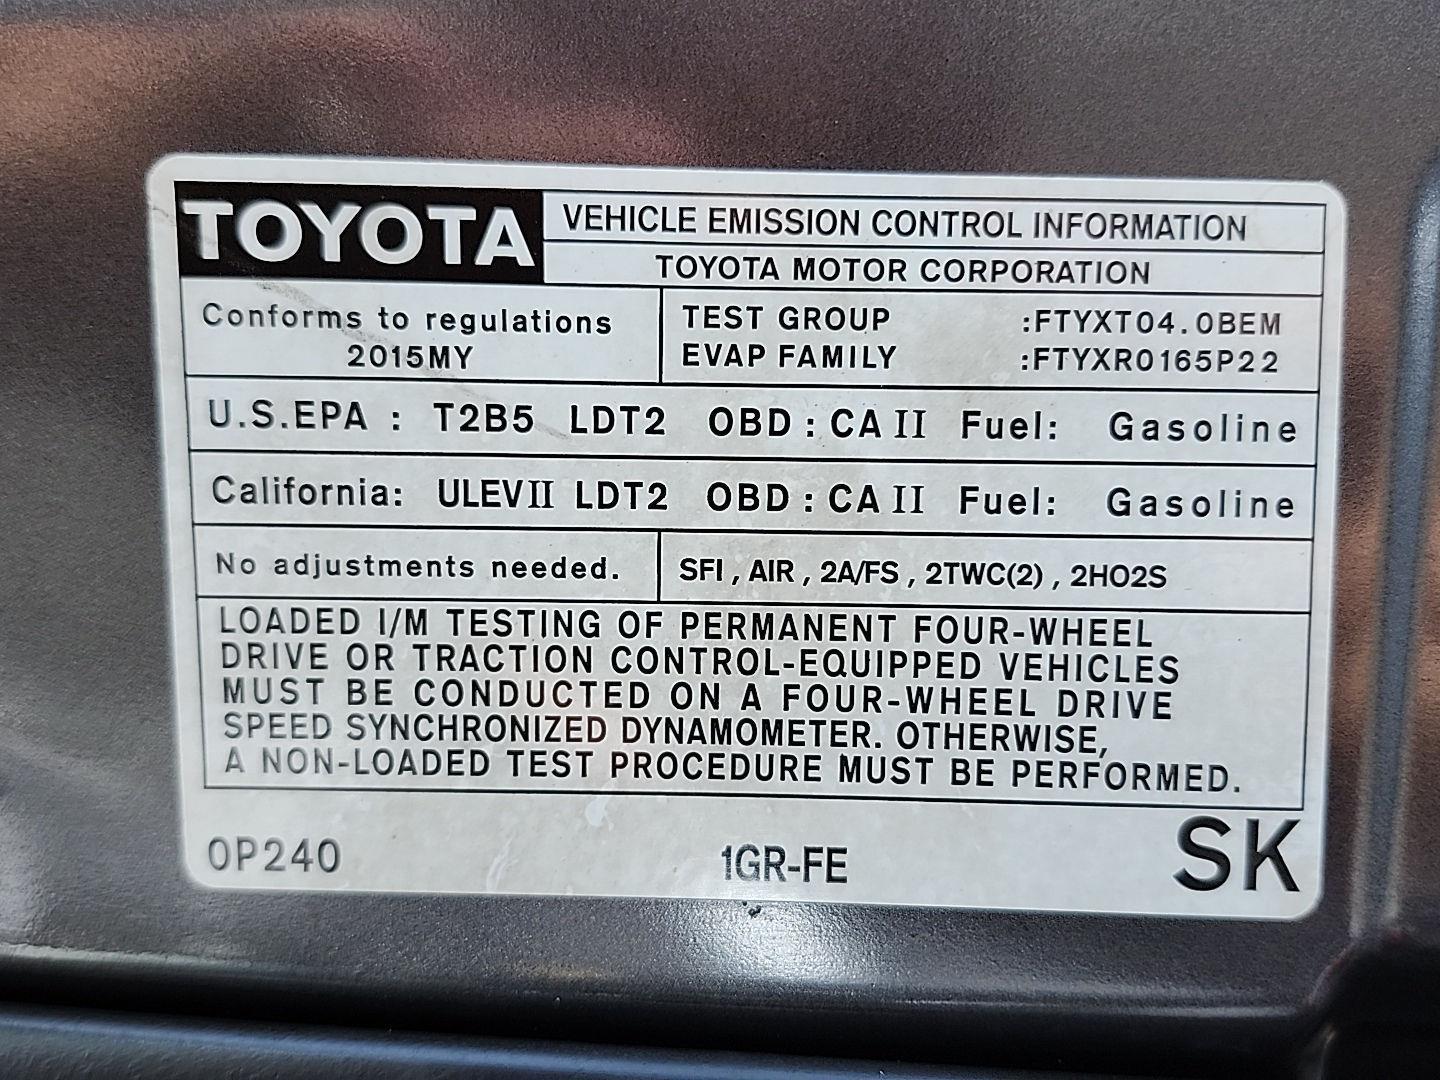 TOYOTA
VEHICLE EMISSION CONTROL INFORMATION
TOYOTA MOTOR CORPORATION
Conforms to regulations
2015MY
TEST GROUP :FTYXT04.0BEM
EVAP FAMILY :FTYXR0165P22
U.S.EPA : T2B5 LDT2 OBD : CA II Fuel: Gasoline
California: ULEVII LDT2 OBD : CA II Fuel: Gasoline
No adjustments needed.
SFI , AIR , 2A/FS , 2TWC(2) , 2HO2S
LOADED I/M TESTING OF PERMANENT FOUR-WHEEL
DRIVE OR TRACTION CONTROL-EQUIPPED VEHICLES
MUST BE CONDUCTED ON A FOUR-WHEEL DRIVE
SPEED SYNCHRONIZED DYNAMOMETER. OTHERWISE,
A NON-LOADED TEST PROCEDURE MUST BE PERFORMED.
0P240 1GR-FE SK